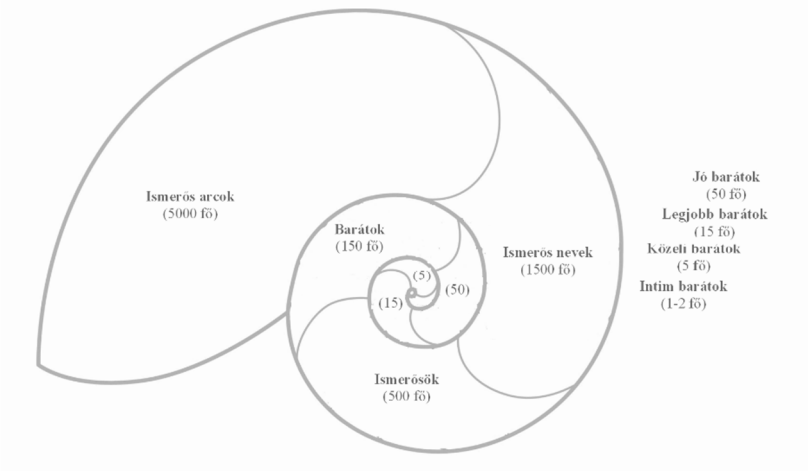 Ismerős arcok
(5000 fő)
Barátok
(150 fő)
(5)
(15)
(50)
Ismerős nevek
(1500 fő)
Ismerősök
(500 fő)
Jó barátok
(50 fő)
Legjobb barátok
(15 fő)
Közeli barátok
(5 fő)
Intim barátok
(1-2 fő)